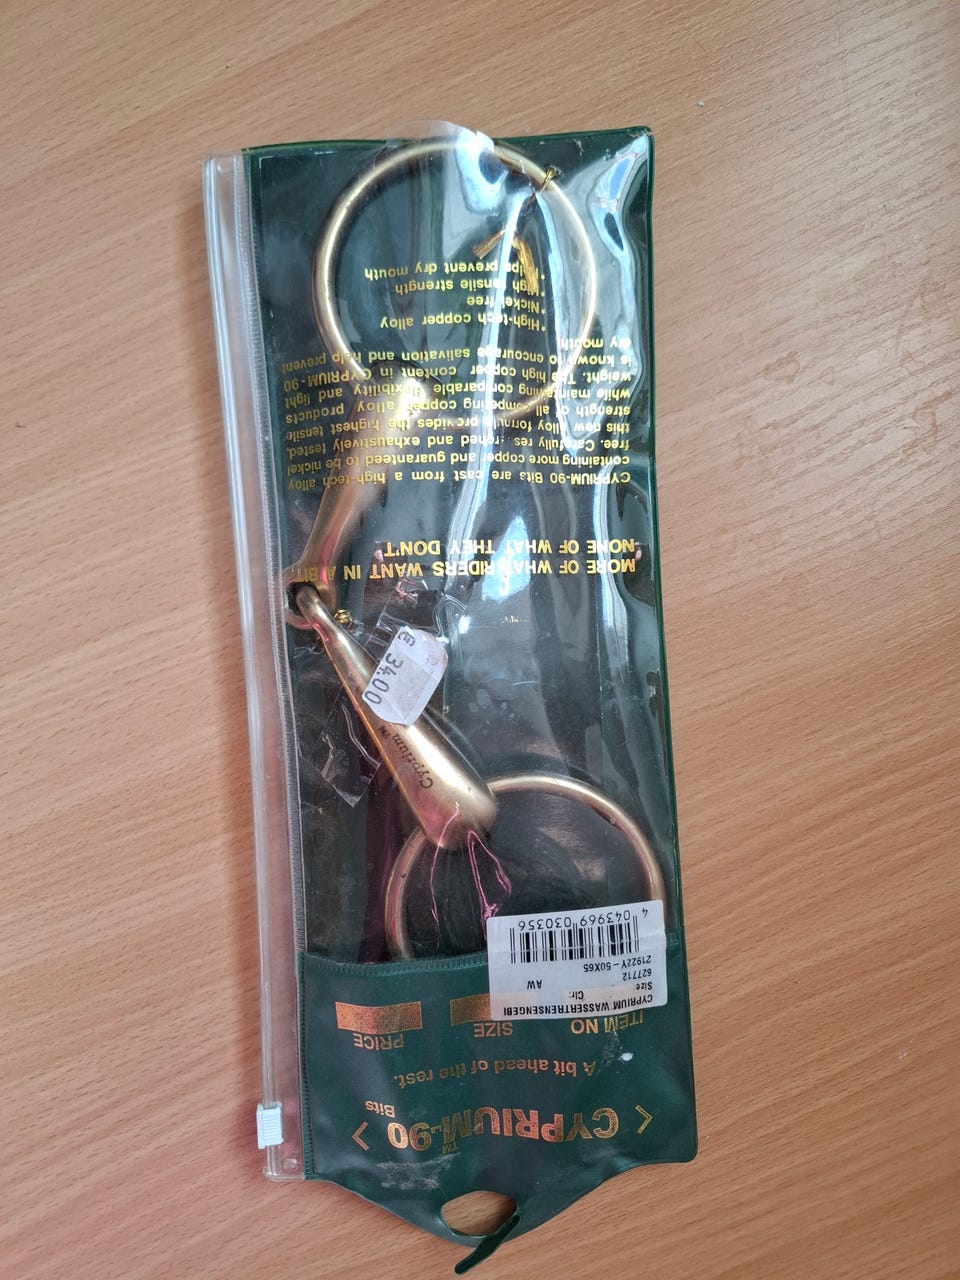 < CYPRIUM-90 >
TM
Bits
A bit ahead of the rest.
ITEM NO SIZE PRICE
CYPRIUM WASSERTRENSENGEBI
Size: Clr:
627712 AW
21922Y-50X65
4 043969 030356
Cyprium TM
€ 34.00
MORE OF WHAT RIDERS WANT IN A BIT,
NONE OF WHAT THEY DON'T.
CYPRIUM-90 Bits are cast from a high-tech alloy
containing more copper and guaranteed to be nickel
free. Carefully researched and exhaustively tested,
this new alloy formula provides the highest tensile
strength of all competing copper alloy products
while maintaining comparable flexibility and light
weight. The high copper content in CYPRIUM-90
is known to encourage salivation and help prevent
dry mouth.
•High-tech copper alloy
•Nickel free
•High tensile strength
•Helps prevent dry mouth